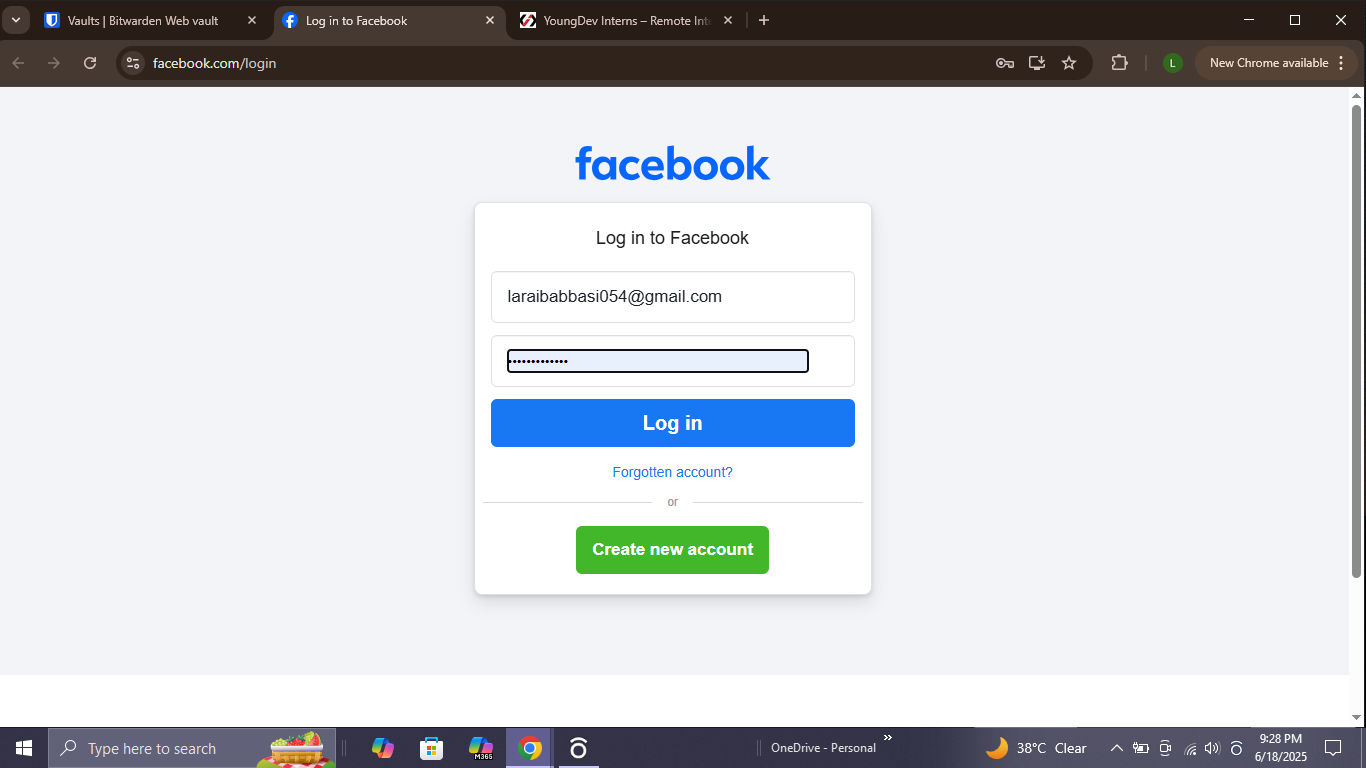 Vaults | Bitwarden Web vault
Log in to Facebook
YoungDev Interns – Remote Int
facebook.com/login
L
New Chrome available
facebook
Log in to Facebook
laraibabbasi054@gmail.com
•••••••••••••
Log in
Forgotten account?
or
Create new account
Type here to search
M365
OneDrive - Personal
»
38°C Clear
9:28 PM
6/18/2025